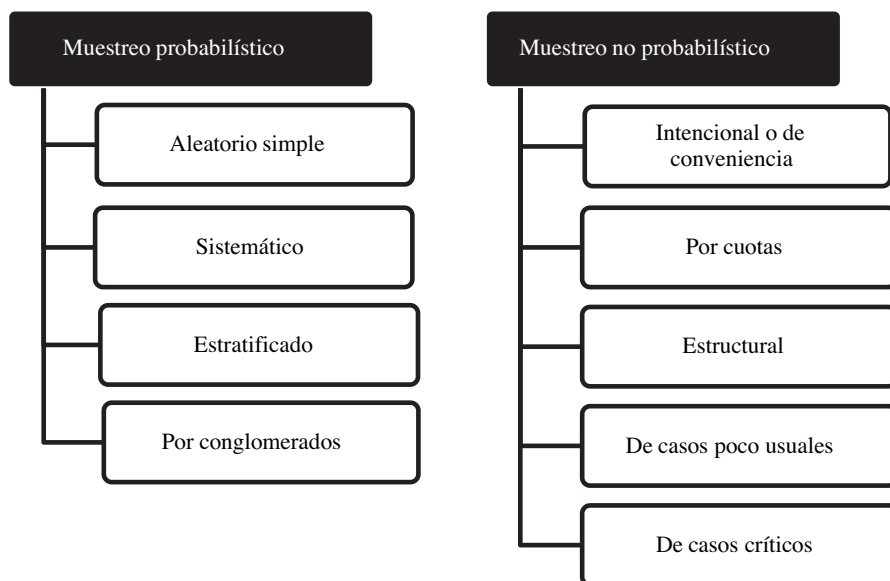 Muestreo probabilístico
Aleatorio simple
Sistemático
Estratificado
Por conglomerados
Muestreo no probabilístico
Intencional o de
conveniencia
Por cuotas
Estructural
De casos poco usuales
De casos críticos